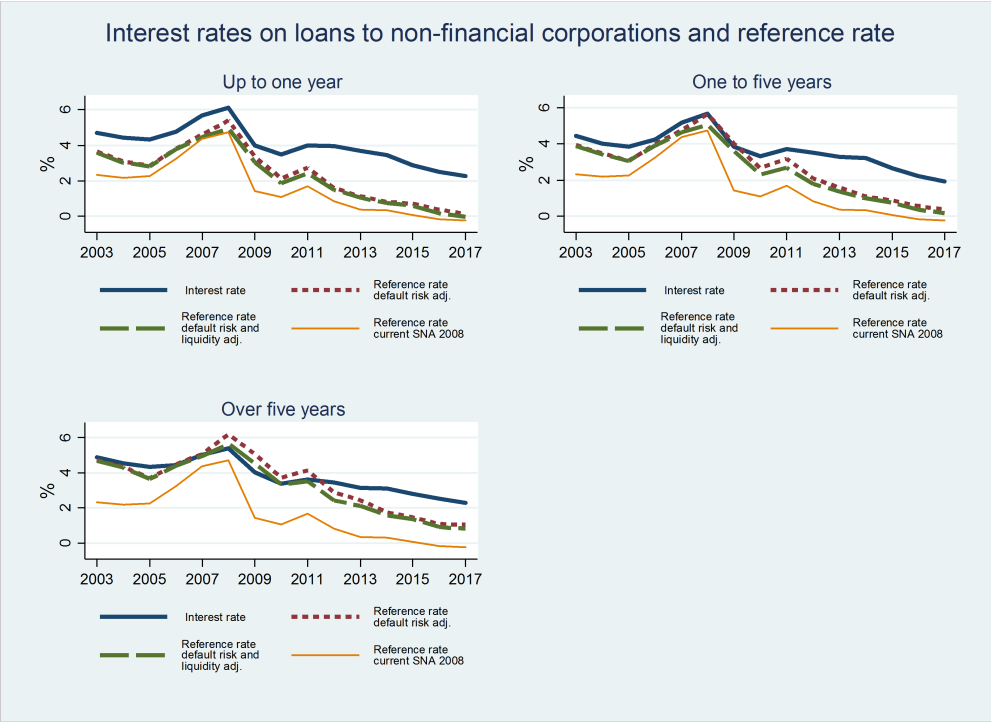 Interest rates on loans to non-financial corporations and reference rate
Up to one year
%
6
4
2
0
2003 2005 2007 2009 2011 2013 2015 2017
Interest rate
Reference rate
default risk adj.
Reference rate
default risk and
liquidity adj.
Reference rate
current SNA 2008
One to five years
%
6
4
2
0
2003 2005 2007 2009 2011 2013 2015 2017
Interest rate
Reference rate
default risk adj.
Reference rate
default risk and
liquidity adj.
Reference rate
current SNA 2008
Over five years
%
6
4
2
0
2003 2005 2007 2009 2011 2013 2015 2017
Interest rate
Reference rate
default risk adj.
Reference rate
default risk and
liquidity adj.
Reference rate
current SNA 2008